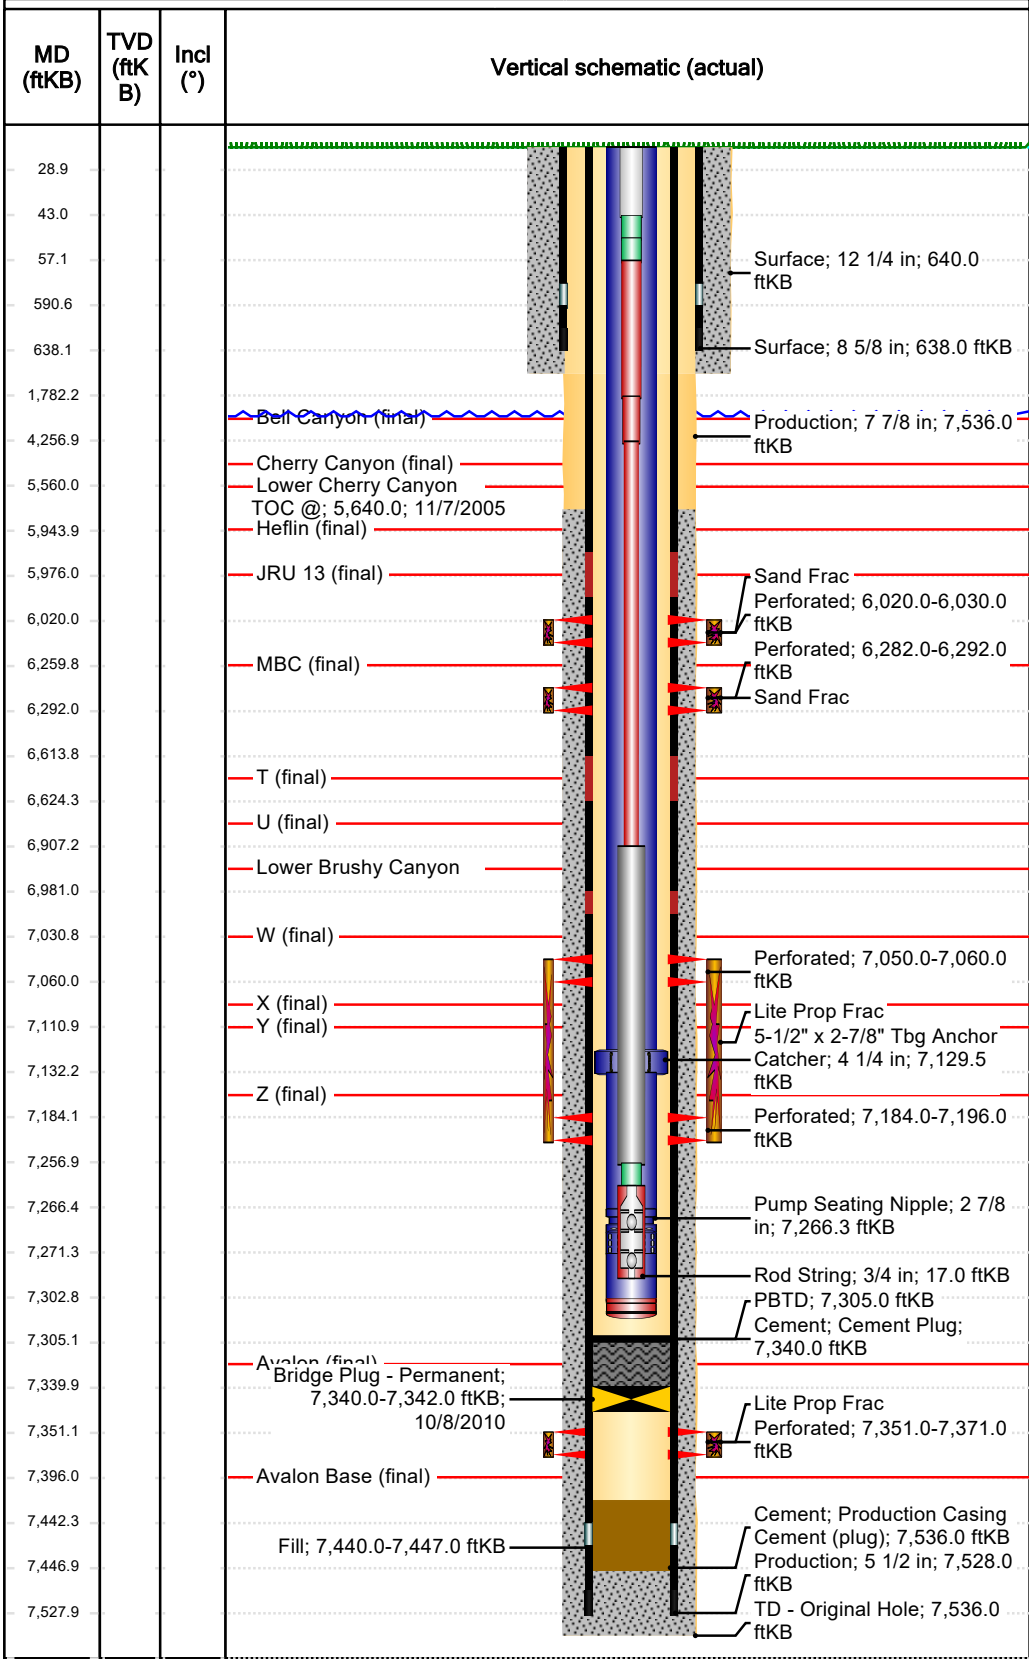 MD (ftKB)
TVD (ftK B)
Incl (°)
Vertical schematic (actual)
28.9
43.0
57.1
590.6
638.1
1,782.2
4,256.9
5,560.0
5,943.9
5,976.0
6,020.0
6,259.8
6,292.0
6,613.8
6,624.3
6,907.2
6,981.0
7,030.8
7,060.0
7,110.9
7,132.2
7,184.1
7,256.9
7,266.4
7,271.3
7,302.8
7,305.1
7,339.9
7,351.1
7,396.0
7,442.3
7,446.9
7,527.9
Bell Canyon (final)
Cherry Canyon (final)
Lower Cherry Canyon
TOC @; 5,640.0; 11/7/2005
Heflin (final)
JRU 13 (final)
MBC (final)
T (final)
U (final)
Lower Brushy Canyon
W (final)
X (final)
Y (final)
Z (final)
Avalon (final)
Bridge Plug - Permanent;
7,340.0-7,342.0 ftKB;
10/8/2010
Avalon Base (final)
Fill; 7,440.0-7,447.0 ftKB
Surface; 12 1/4 in; 640.0
ftKB
Surface; 8 5/8 in; 638.0 ftKB
Production; 7 7/8 in; 7,536.0
ftKB
Sand Frac
Perforated; 6,020.0-6,030.0
ftKB
Perforated; 6,282.0-6,292.0
ftKB
Sand Frac
Perforated; 7,050.0-7,060.0
ftKB
Lite Prop Frac
5-1/2" x 2-7/8" Tbg Anchor
Catcher; 4 1/4 in; 7,129.5
ftKB
Perforated; 7,184.0-7,196.0
ftKB
Pump Seating Nipple; 2 7/8
in; 7,266.3 ftKB
Rod String; 3/4 in; 17.0 ftKB
PBTD; 7,305.0 ftKB
Cement; Cement Plug;
7,340.0 ftKB
Lite Prop Frac
Perforated; 7,351.0-7,371.0
ftKB
Cement; Production Casing
Cement (plug); 7,536.0 ftKB
Production; 5 1/2 in; 7,528.0
ftKB
TD - Original Hole; 7,536.0
ftKB